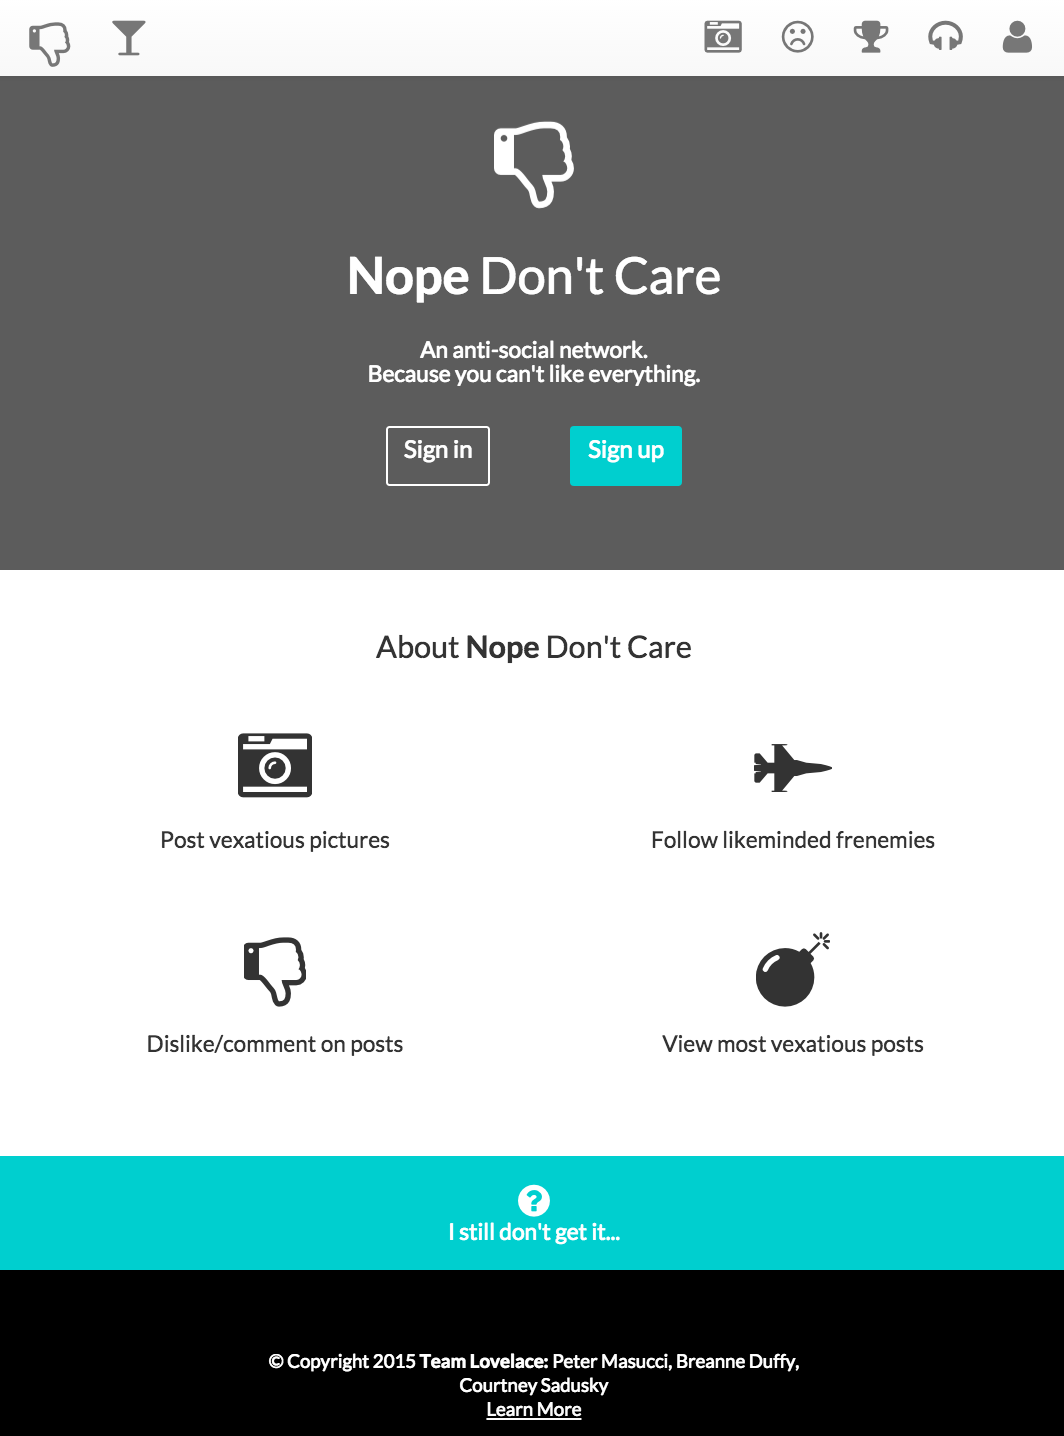 Nope Don't Care
An anti-social network.
Because you can't like everything.
Sign in
Sign up
About Nope Don't Care
Post vexatious pictures
Follow likeminded frenemies
Dislike/comment on posts
View most vexatious posts
I still don't get it...
© Copyright 2015 Team Lovelace: Peter Masucci, Breanne Duffy,
Courtney Sadusky
Learn More